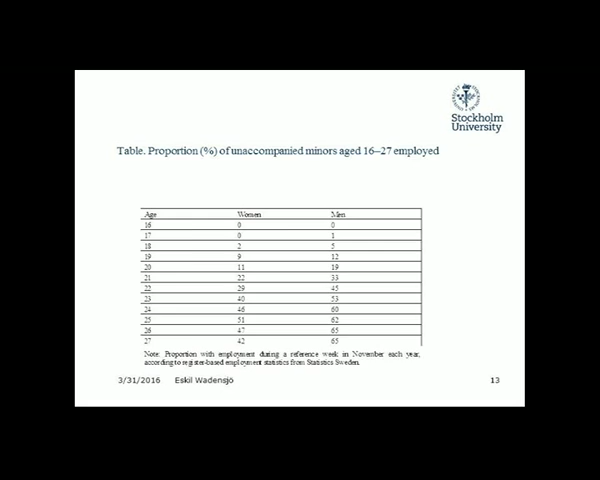 Stockholm
University
Table. Proportion (%) of unaccompanied minors aged 16–27 employed
Age Women Men
16 0 0
17 0 1
18 2 5
19 9 12
20 11 19
21 22 33
22 29 45
23 40 53
24 46 60
25 51 62
26 47 65
27 42 65
Note: Proportion with employment during a reference week in November each year,
according to register-based employment statistics from Statistics Sweden.
3/31/2016 Eskil Wadensjö 13